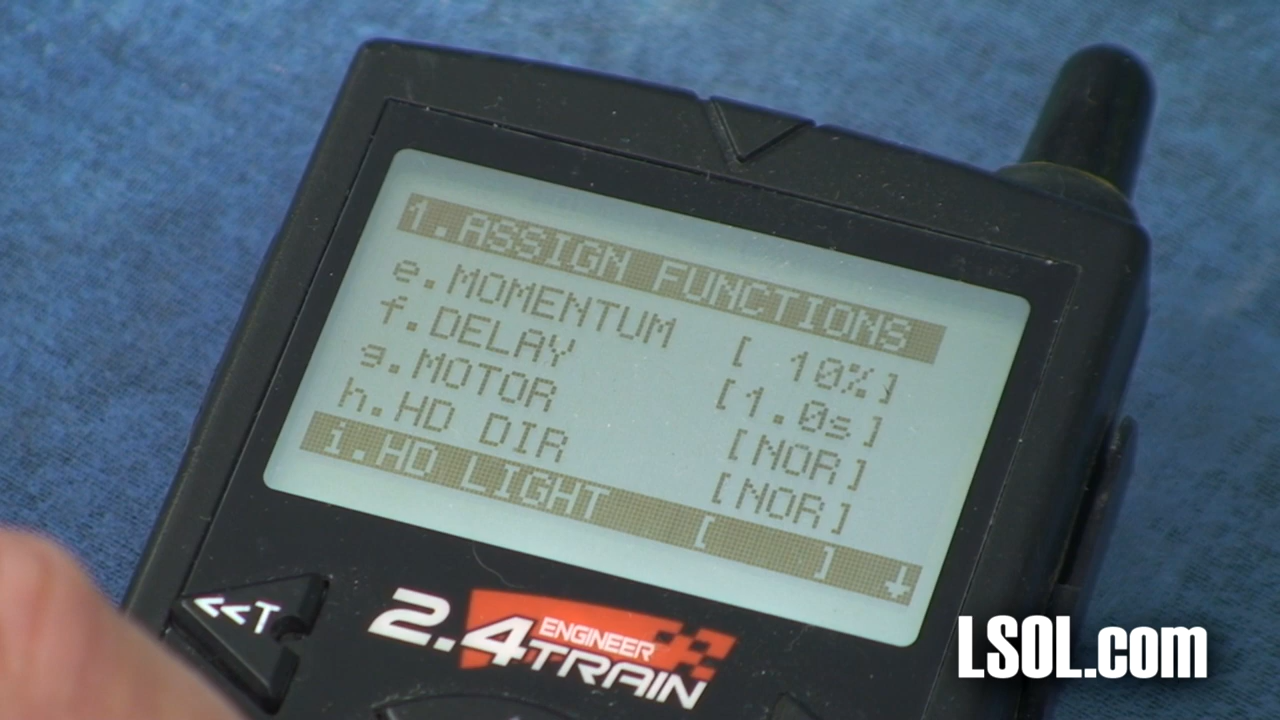 1.ASSIGN FUNCTIONS
e.MOMENTUM [ 10%]
f.DELAY [1.0s]
g.MOTOR [NOR]
h.HD DIR [NOR]
i.HD LIGHT [ ] ↓
<<T
2.4 ENGINEER TRAIN
LSOL.com